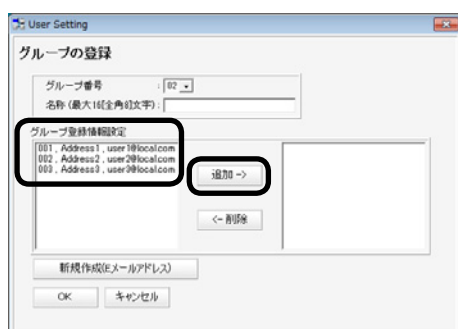 User Setting
グループの登録
グループ番号 : 02
名称(最大16[全角8]文字) :
グループ登録情報設定
001 , Address1 , user1@local.com
002 , Address2 , user2@local.com
003 , Address3 , user3@local.com
追加 ->
<- 削除
新規作成(Eメールアドレス)
OK キャンセル